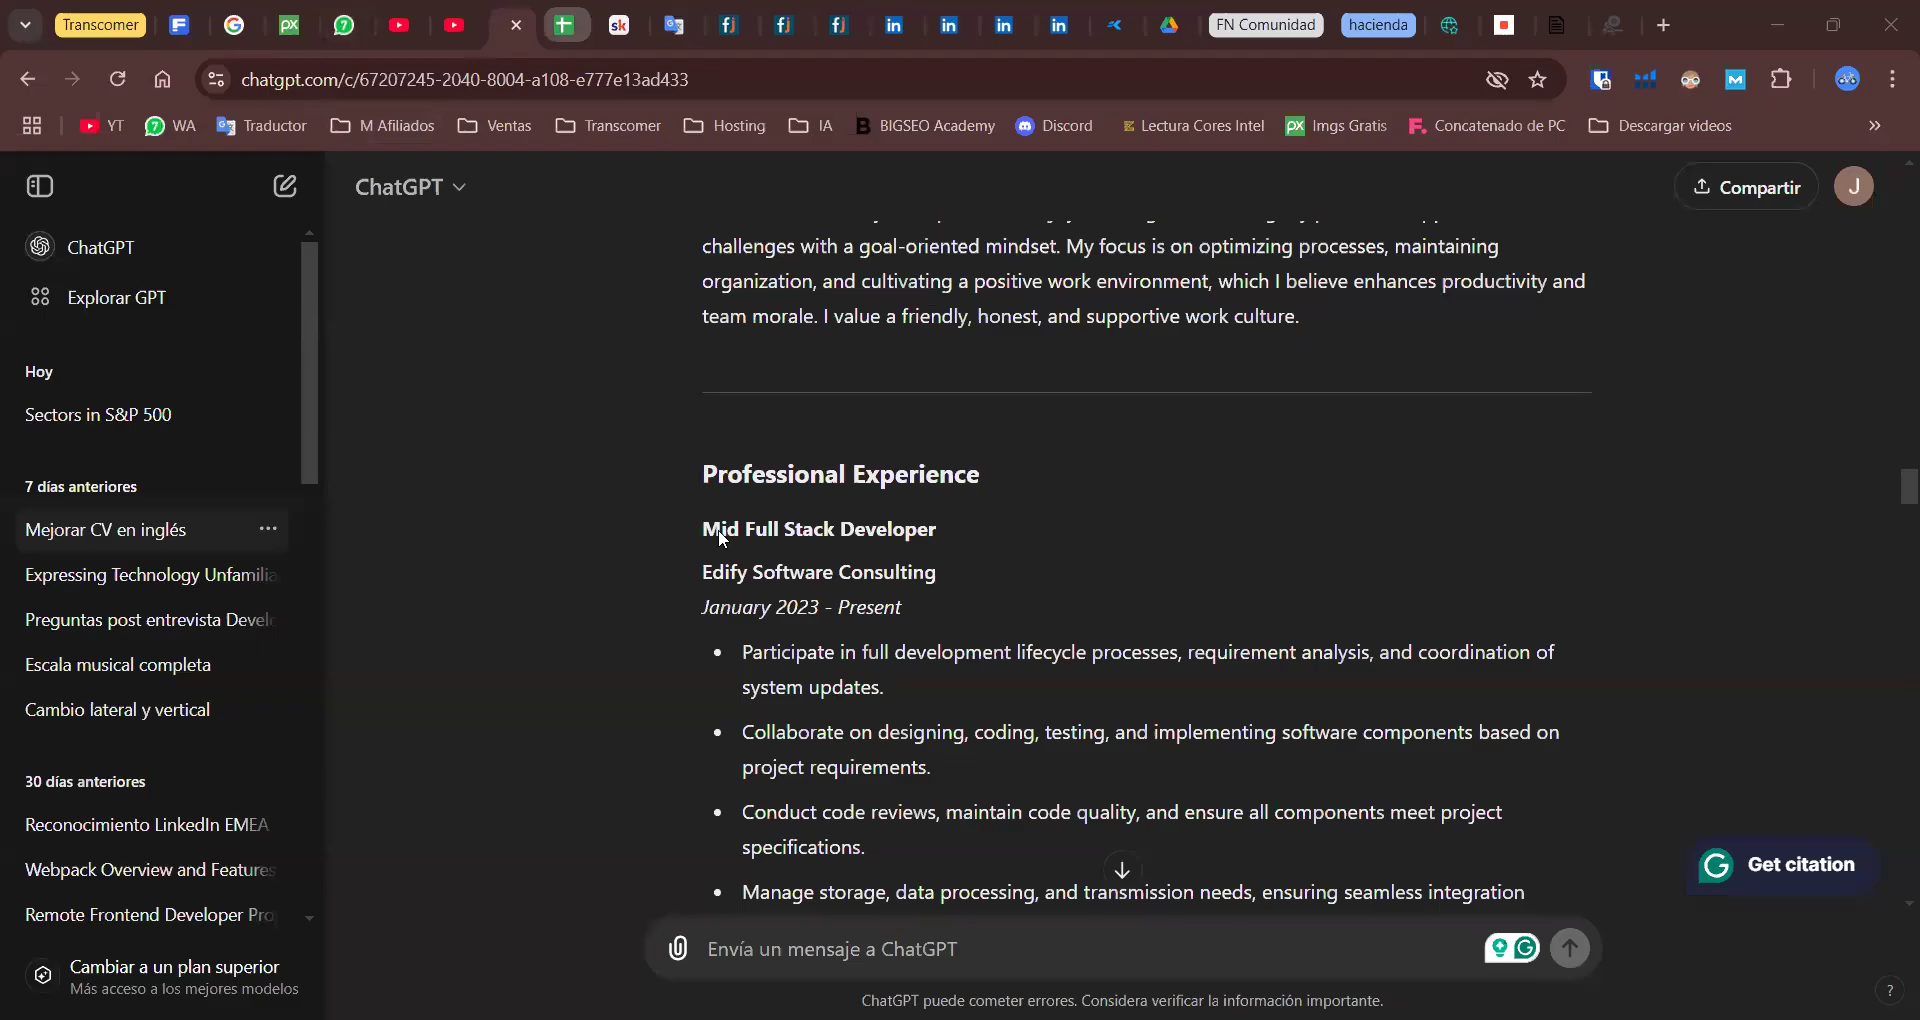 Transcomer
FN Comunidad
hacienda
chatgpt.com/c/67207245-2040-8004-a108-e777e13ad433
YT
WA
Traductor
M Afiliados
Ventas
Transcomer
Hosting
IA
BIGSEO Academy
Discord
Lectura Cores Intel
Imgs Gratis
Concatenado de PC
Descargar videos
ChatGPT
Compartir
J
ChatGPT
Explorar GPT
Hoy
Sectors in S&P 500
7 días anteriores
Mejorar CV en inglés
Expressing Technology Unfamilia
Preguntas post entrevista Devel
Escala musical completa
Cambio lateral y vertical
30 días anteriores
Reconocimiento LinkedIn EMEA
Webpack Overview and Features
Remote Frontend Developer Pro
Cambiar a un plan superior
Más acceso a los mejores modelos
challenges with a goal-oriented mindset. My focus is on optimizing processes, maintaining
organization, and cultivating a positive work environment, which I believe enhances productivity and
team morale. I value a friendly, honest, and supportive work culture.
Professional Experience
Mid Full Stack Developer
Edify Software Consulting
January 2023 - Present
• Participate in full development lifecycle processes, requirement analysis, and coordination of
system updates.
• Collaborate on designing, coding, testing, and implementing software components based on
project requirements.
• Conduct code reviews, maintain code quality, and ensure all components meet project
specifications.
• Manage storage, data processing, and transmission needs, ensuring seamless integration
Get citation
Envía un mensaje a ChatGPT
ChatGPT puede cometer errores. Considera verificar la información importante.
?